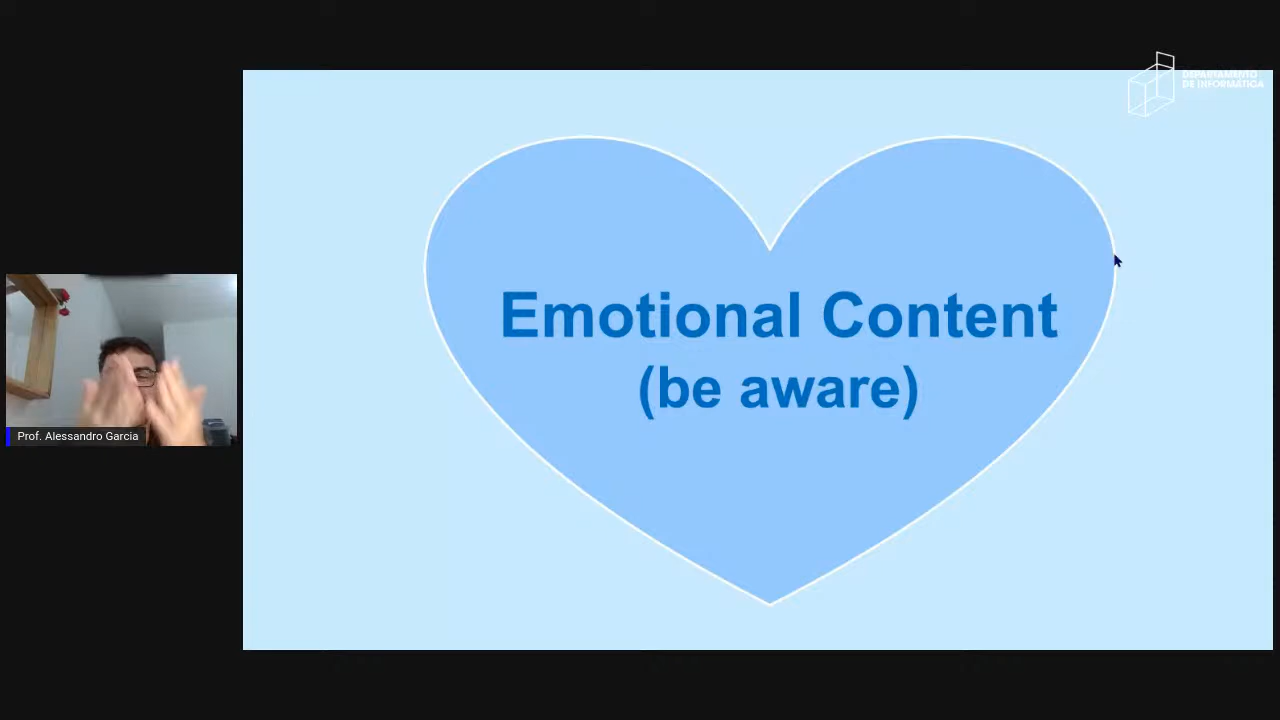 DEPARTAMENTO
DE INFORMÁTICA
Emotional Content
(be aware)
Prof. Alessandro Garcia